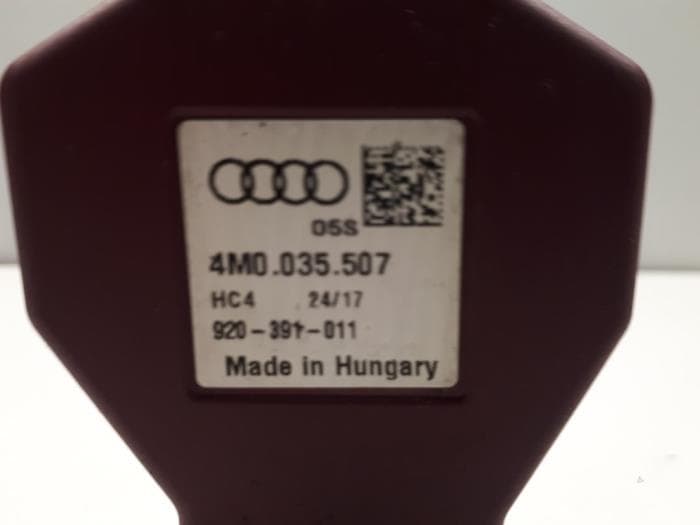 05S
4M0.035.507
HC4 24/17
920-391-011
Made in Hungary